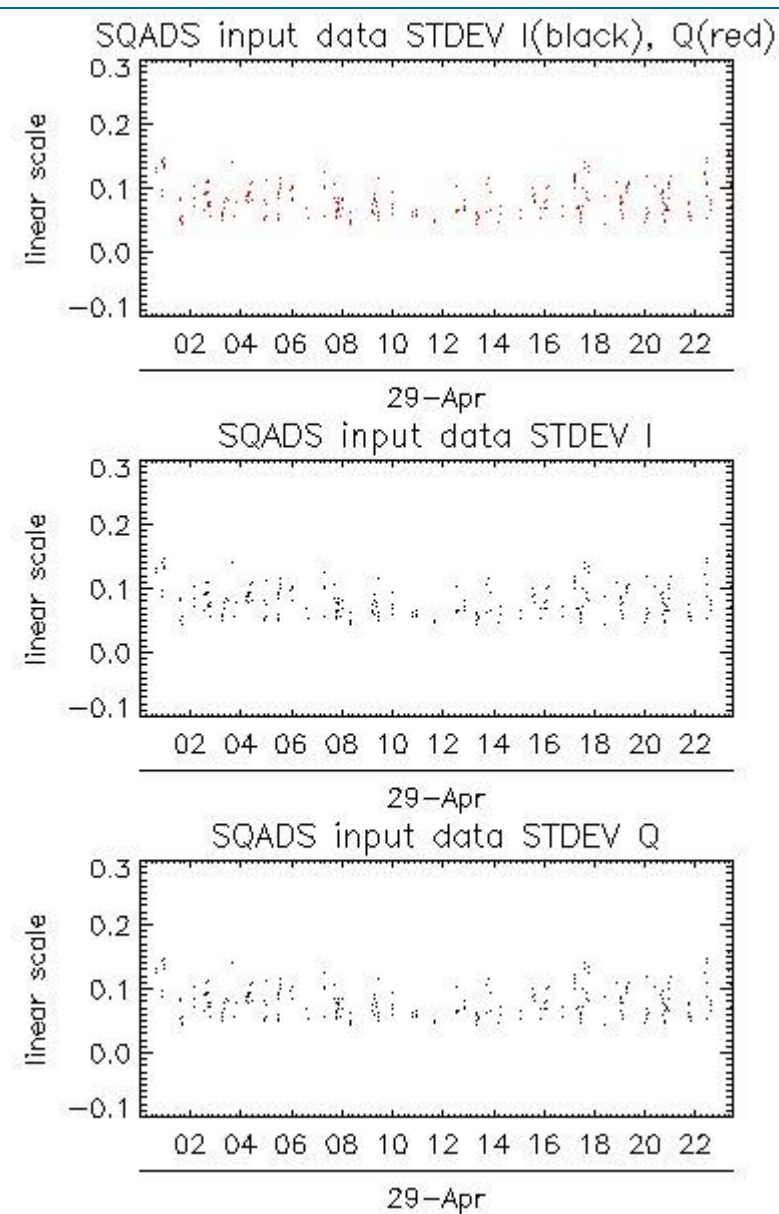 SQADS input data STDEV I(black), Q(red)
0.3
0.2
0.1
0.0
−0.1
linear scale
02 04 06 08 10 12 14 16 18 20 22
29−Apr
SQADS input data STDEV I
0.3
0.2
0.1
0.0
−0.1
linear scale
02 04 06 08 10 12 14 16 18 20 22
29−Apr
SQADS input data STDEV Q
0.3
0.2
0.1
0.0
−0.1
linear scale
02 04 06 08 10 12 14 16 18 20 22
29−Apr